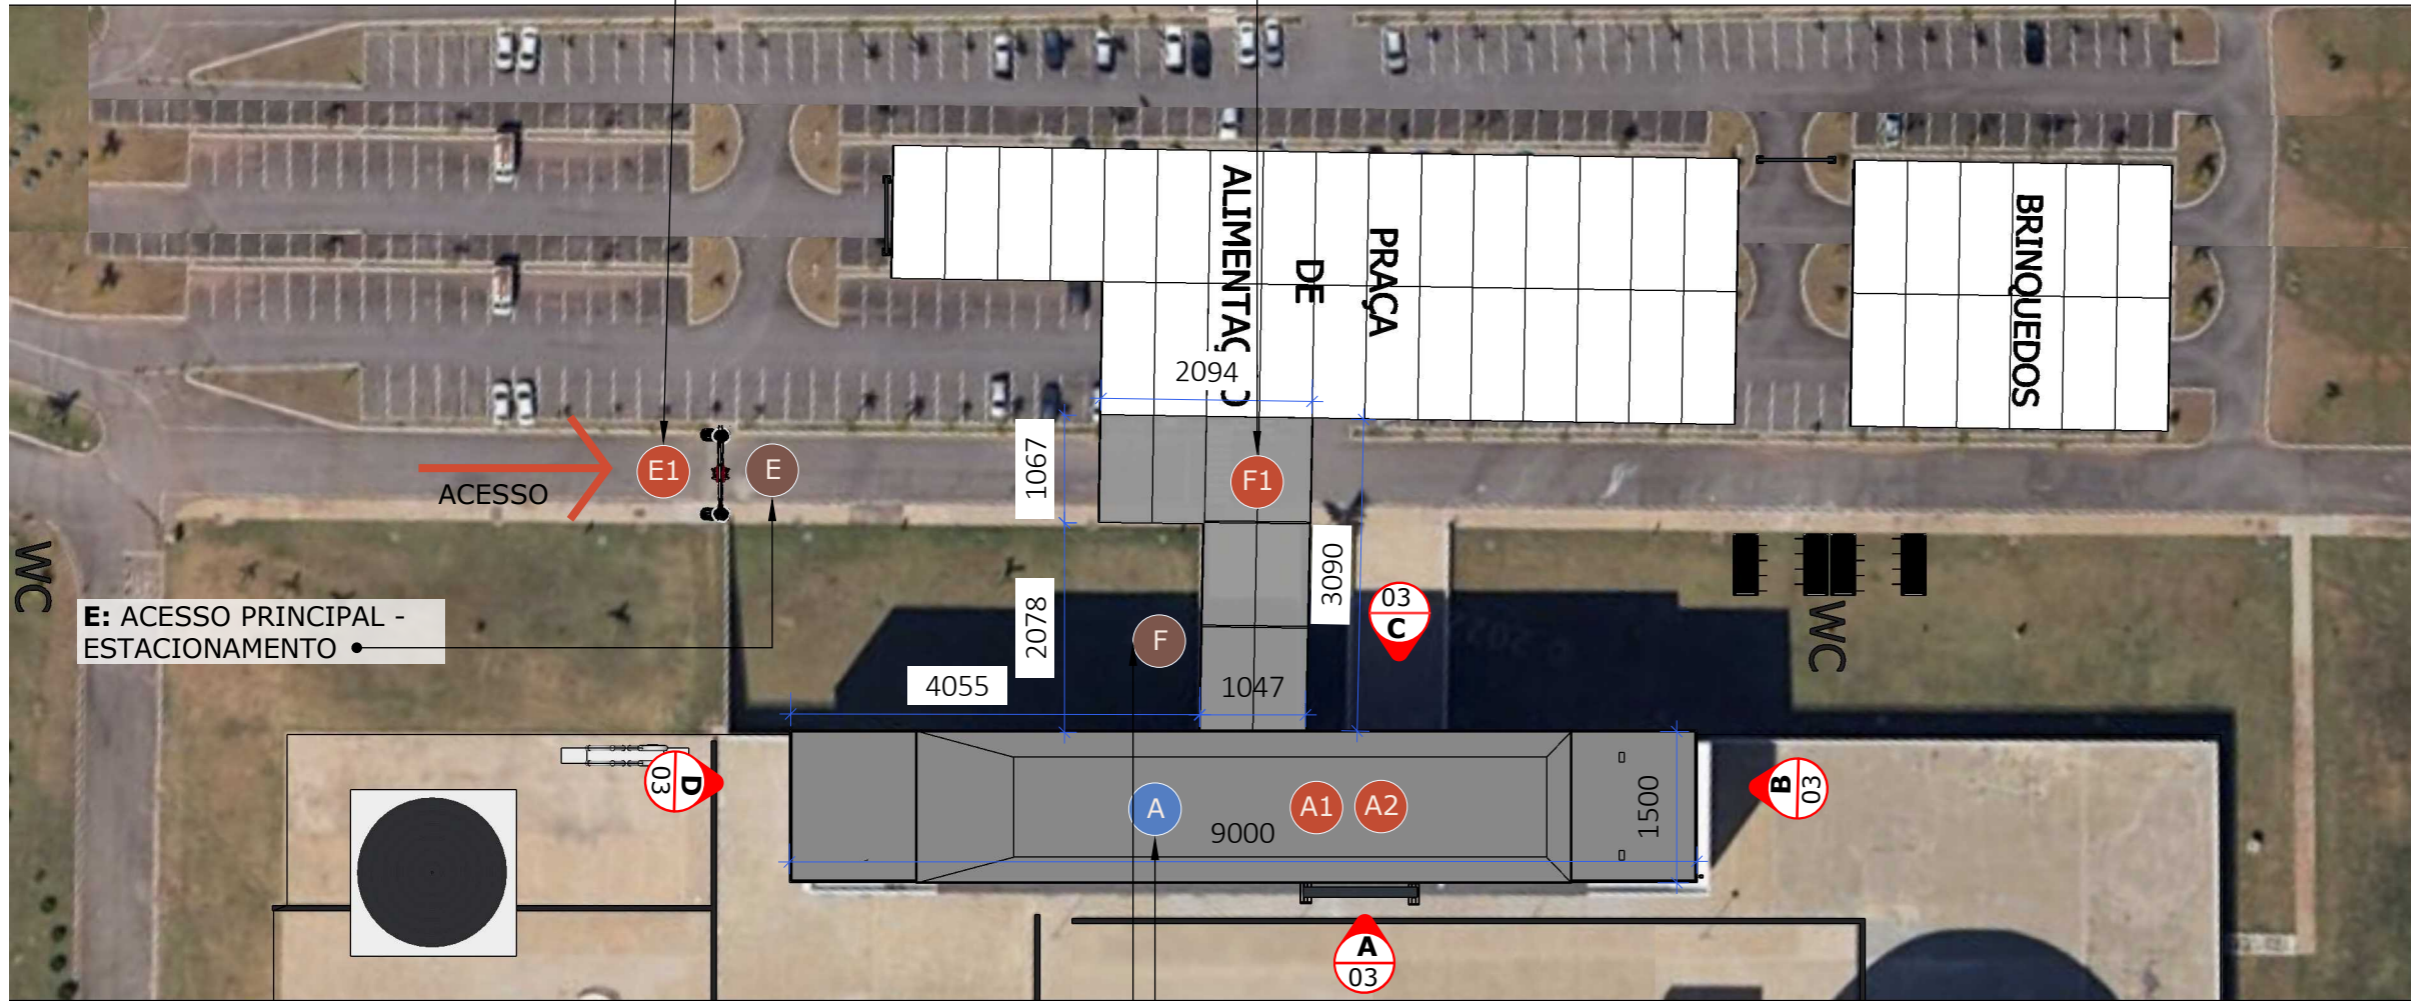 PRAÇA
DE
ALIMENTAÇ O
BRINQUEDOS
2094
1067
E1
E
F1
ACESSO
WC
E: ACESSO PRINCIPAL -
ESTACIONAMENTO
2078
3090
03
C
WC
F
4055
1047
D
03
A
A1
A2
9000
1500
B
03
A
03